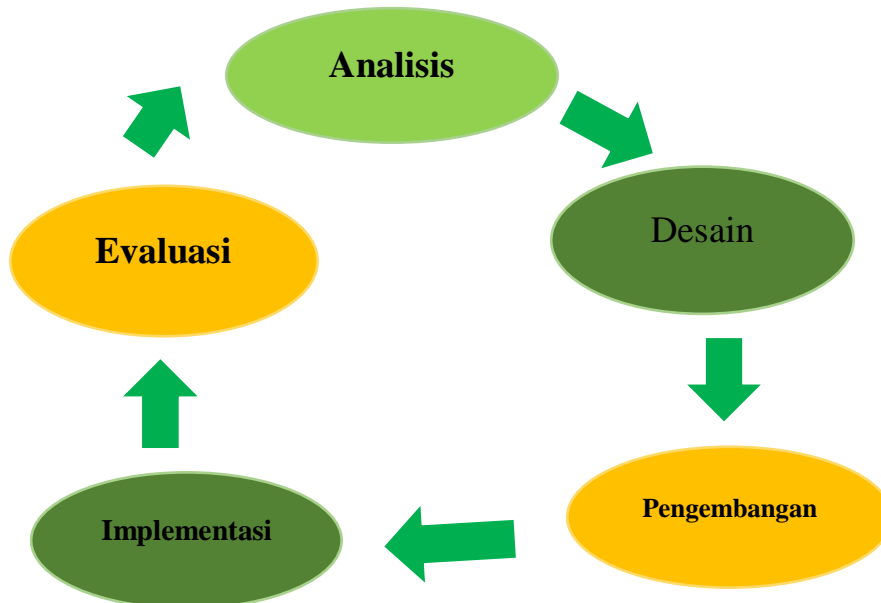 Analisis
Desain
Pengembangan
Implementasi
Evaluasi